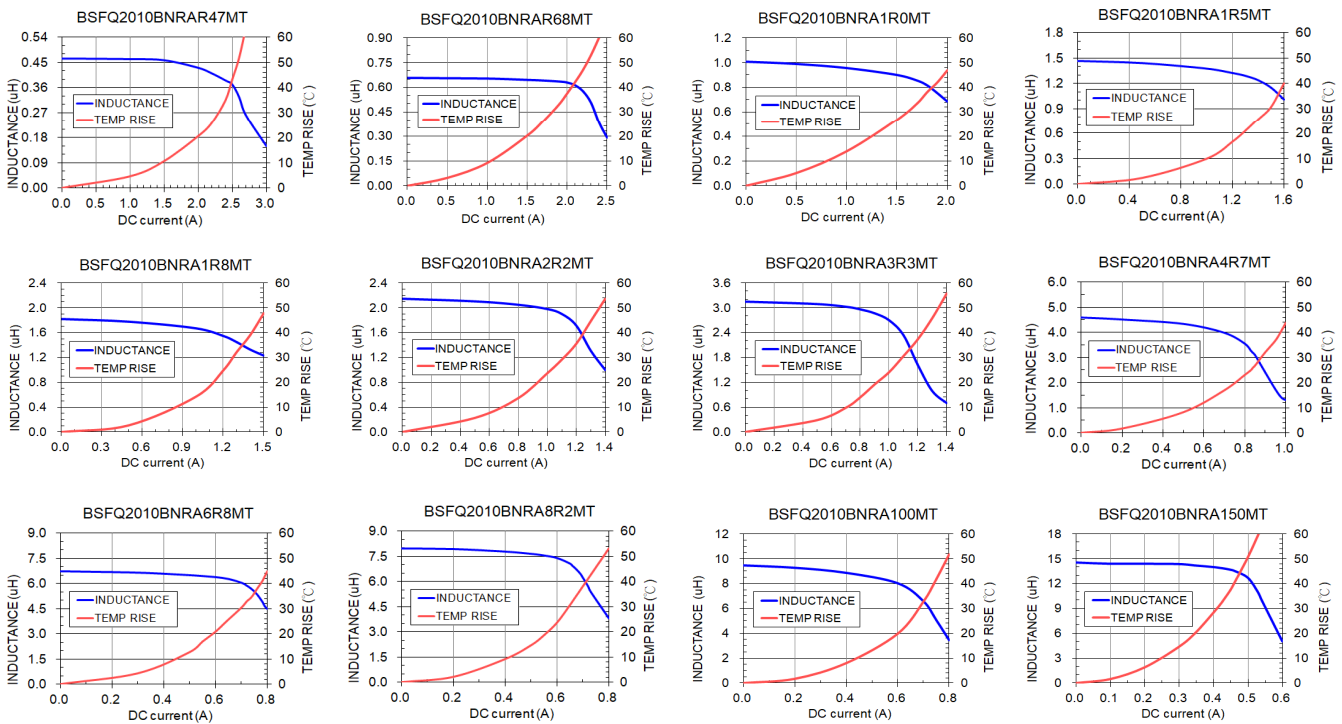 BSFQ2010BNRAR47MT
INDUCTANCE (uH)
0.54
0.45
0.36
0.27
0.18
0.09
0.00
60
50
40
30
20
10
0
TEMP RISE (℃)
INDUCTANCE
TEMP RISE
0.0 0.5 1.0 1.5 2.0 2.5 3.0
DC current (A)
BSFQ2010BNRAR68MT
INDUCTANCE (uH)
0.90
0.75
0.60
0.45
0.30
0.15
0.00
60
50
40
30
20
10
0
TEMP RISE (℃)
INDUCTANCE
TEMP RISE
0.0 0.5 1.0 1.5 2.0 2.5
DC current (A)
BSFQ2010BNRA1R0MT
INDUCTANCE (uH)
1.2
1.0
0.8
0.6
0.4
0.2
0.0
60
50
40
30
20
10
0
TEMP RISE (℃)
INDUCTANCE
TEMP RISE
0.0 0.5 1.0 1.5 2.0
DC current (A)
BSFQ2010BNRA1R5MT
INDUCTANCE (uH)
1.8
1.5
1.2
0.9
0.6
0.3
0.0
60
50
40
30
20
10
0
TEMP RISE (℃)
INDUCTANCE
TEMP RISE
0.0 0.4 0.8 1.2 1.6
DC current (A)
BSFQ2010BNRA1R8MT
INDUCTANCE (uH)
2.4
2.0
1.6
1.2
0.8
0.4
0.0
60
50
40
30
20
10
0
TEMP RISE (℃)
INDUCTANCE
TEMP RISE
0.0 0.3 0.6 0.9 1.2 1.5
DC current (A)
BSFQ2010BNRA2R2MT
INDUCTANCE (uH)
2.4
2.0
1.6
1.2
0.8
0.4
0.0
60
50
40
30
20
10
0
TEMP RISE (℃)
INDUCTANCE
TEMP RISE
0.0 0.2 0.4 0.6 0.8 1.0 1.2 1.4
DC current (A)
BSFQ2010BNRA3R3MT
INDUCTANCE (uH)
3.6
3.0
2.4
1.8
1.2
0.6
0.0
60
50
40
30
20
10
0
TEMP RISE (℃)
INDUCTANCE
TEMP RISE
0.0 0.2 0.4 0.6 0.8 1.0 1.2 1.4
DC current (A)
BSFQ2010BNRA4R7MT
INDUCTANCE (uH)
6.0
5.0
4.0
3.0
2.0
1.0
0.0
60
50
40
30
20
10
0
TEMP RISE (℃)
INDUCTANCE
TEMP RISE
0.0 0.2 0.4 0.6 0.8 1.0
DC current (A)
BSFQ2010BNRA6R8MT
INDUCTANCE (uH)
9.0
7.5
6.0
4.5
3.0
1.5
0.0
60
50
40
30
20
10
0
TEMP RISE (℃)
INDUCTANCE
TEMP RISE
0.0 0.2 0.4 0.6 0.8
DC current (A)
BSFQ2010BNRA8R2MT
INDUCTANCE (uH)
9.0
7.5
6.0
4.5
3.0
1.5
0.0
60
50
40
30
20
10
0
TEMP RISE (℃)
INDUCTANCE
TEMP RISE
0.0 0.2 0.4 0.6 0.8
DC current (A)
BSFQ2010BNRA100MT
INDUCTANCE (uH)
12
10
8
6
4
2
0
60
50
40
30
20
10
0
TEMP RISE (℃)
INDUCTANCE
TEMP RISE
0.0 0.2 0.4 0.6 0.8
DC current (A)
BSFQ2010BNRA150MT
INDUCTANCE (uH)
18
15
12
9
6
3
0
60
50
40
30
20
10
0
TEMP RISE (℃)
INDUCTANCE
TEMP RISE
0.0 0.1 0.2 0.3 0.4 0.5 0.6
DC current (A)